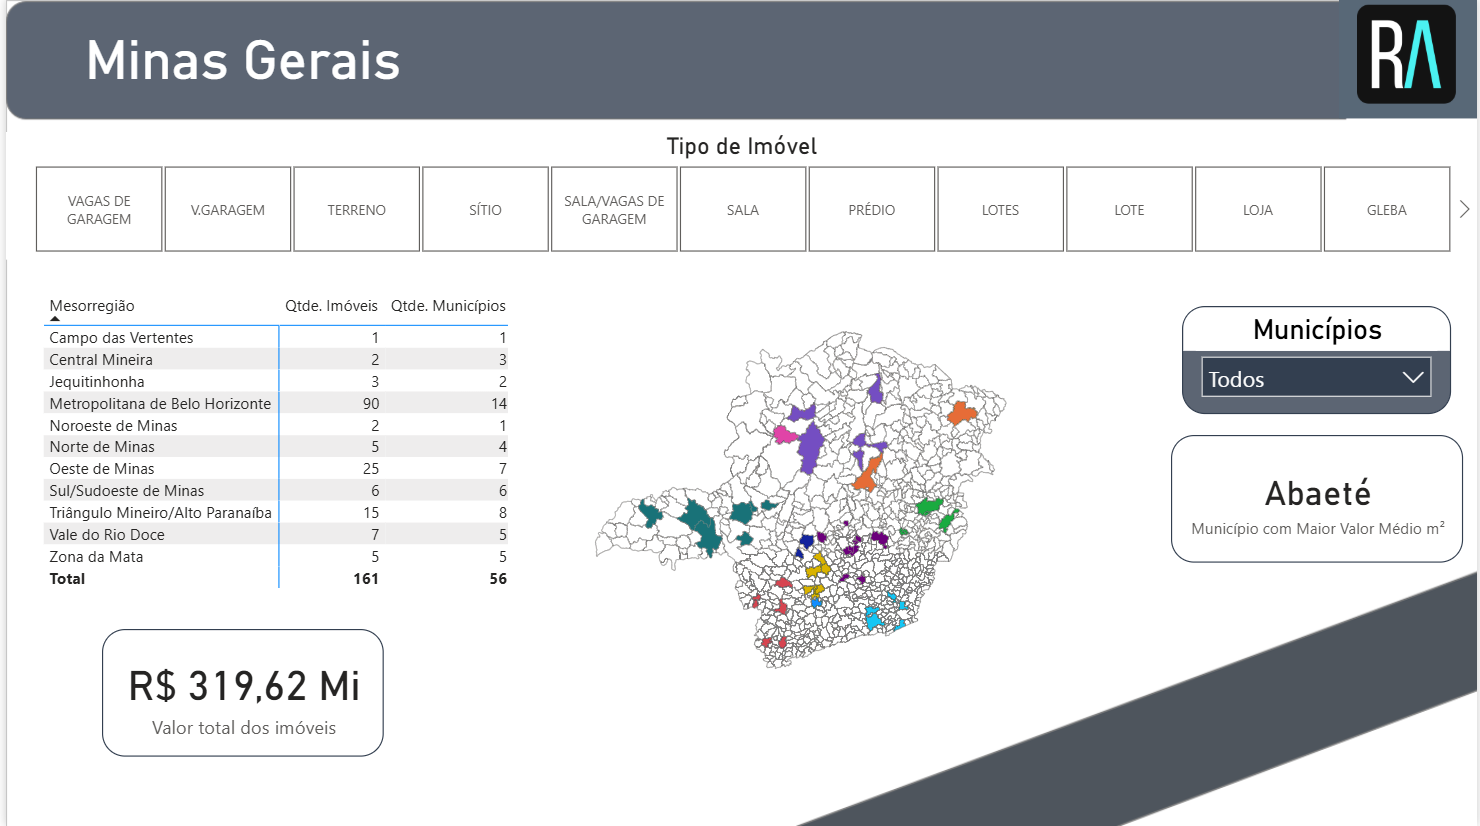 Minas Gerais
RA
Tipo de Imóvel
VAGAS DE
GARAGEM
V.GARAGEM
TERRENO
SÍTIO
SALA/VAGAS DE
GARAGEM
SALA
PRÉDIO
LOTES
LOTE
LOJA
GLEBA
Mesorregião Qtde. Imóveis Qtde. Municípios
Campo das Vertentes 1 1
Central Mineira 2 3
Jequitinhonha 3 2
Metropolitana de Belo Horizonte 90 14
Noroeste de Minas 2 1
Norte de Minas 5 4
Oeste de Minas 25 7
Sul/Sudoeste de Minas 6 6
Triângulo Mineiro/Alto Paranaíba 15 8
Vale do Rio Doce 7 5
Zona da Mata 5 5
Total 161 56
R$ 319,62 Mi
Valor total dos imóveis
Municípios
Todos
Abaeté
Município com Maior Valor Médio m²